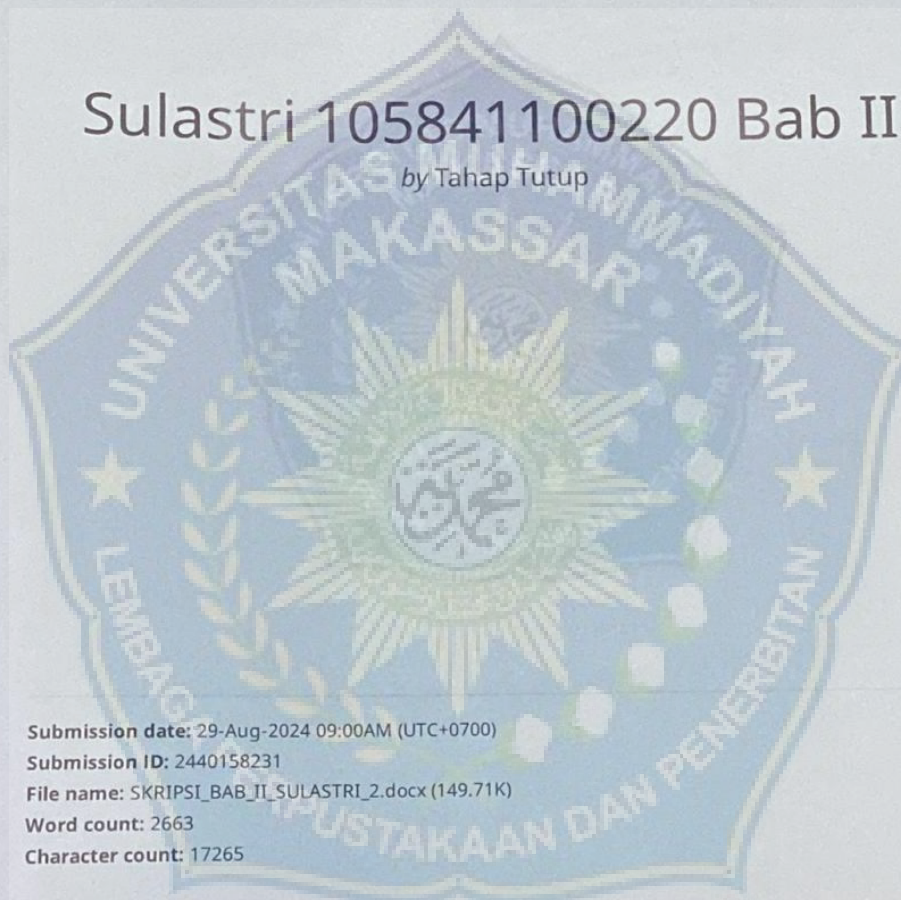 Sulastri 105841100220 Bab II
by Tahap Tutup
UNIVERSITAS MUHAMMADIYAH
MAKASSAR
محمد
LEMBAGA PERPUSTAKAAN DAN PENERBITAN
Submission date: 29-Aug-2024 09:00AM (UTC+0700)
Submission ID: 2440158231
File name: SKRIPSI_BAB_II_SULASTRI_2.docx (149.71K)
Word count: 2663
Character count: 17265